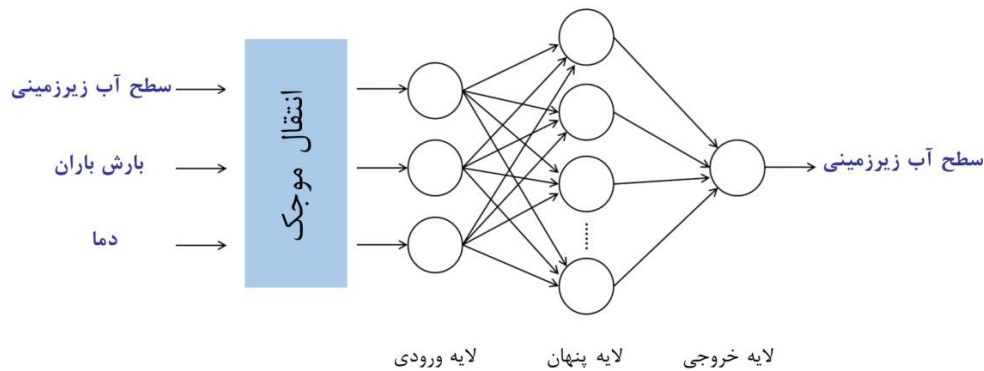 سطح آب زیرزمینی
بارش باران
دما
انتقال موجک
سطح آب زیرزمینی
لایه ورودی
لایه پنهان
لایه خروجی